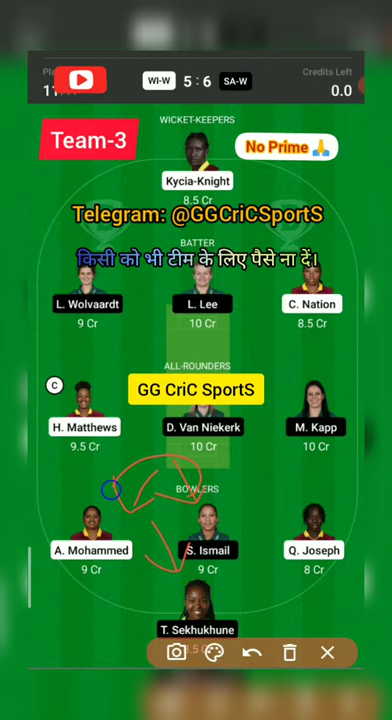 Pla
Credits Left
WI-W 5:6 SA-W
0.0
WICKET-KEEPERS
Team-3
No Prime🙏
Kycia-Knight
8.5 Cr
Telegram: @GGCriCSportS
BATTER
किसी को भी टीम के लिए पैसे ना दें।
L. Wolvaardt
L. Lee
C. Nation
9 Cr
10 Cr
8.5 Cr
ALL-ROUNDERS
C
GG CriC SportS
H. Matthews
D. Van Niekerk
M. Kapp
9.5 Cr
10 Cr
10 Cr
BOWLERS
A. Mohammed
S. Ismail
Q. Joseph
9 Cr
9 Cr
8 Cr
T. Sekhukhune